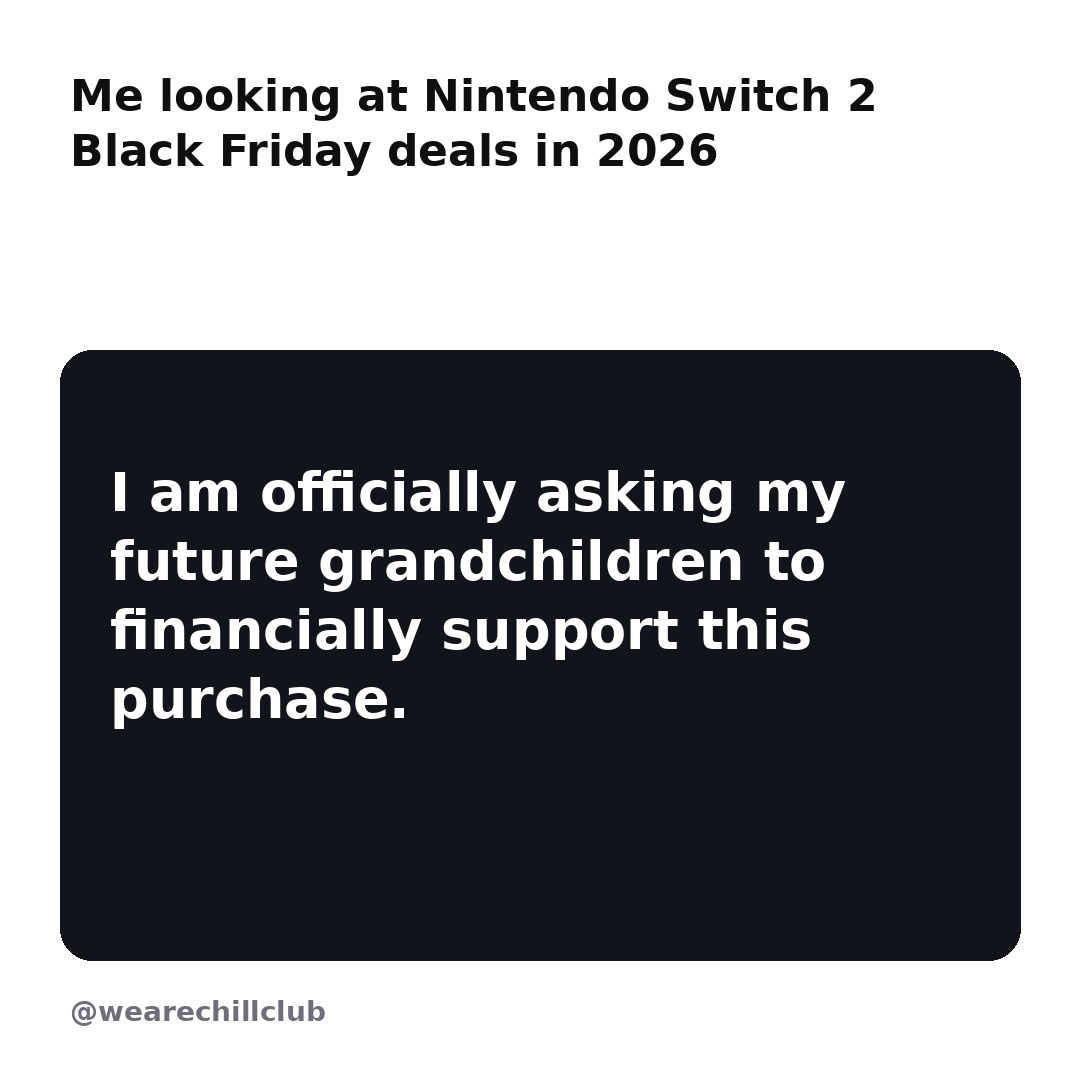 Me looking at Nintendo Switch 2
Black Friday deals in 2026
I am officially asking my
future grandchildren to
financially support this
purchase.
@wearechillclub